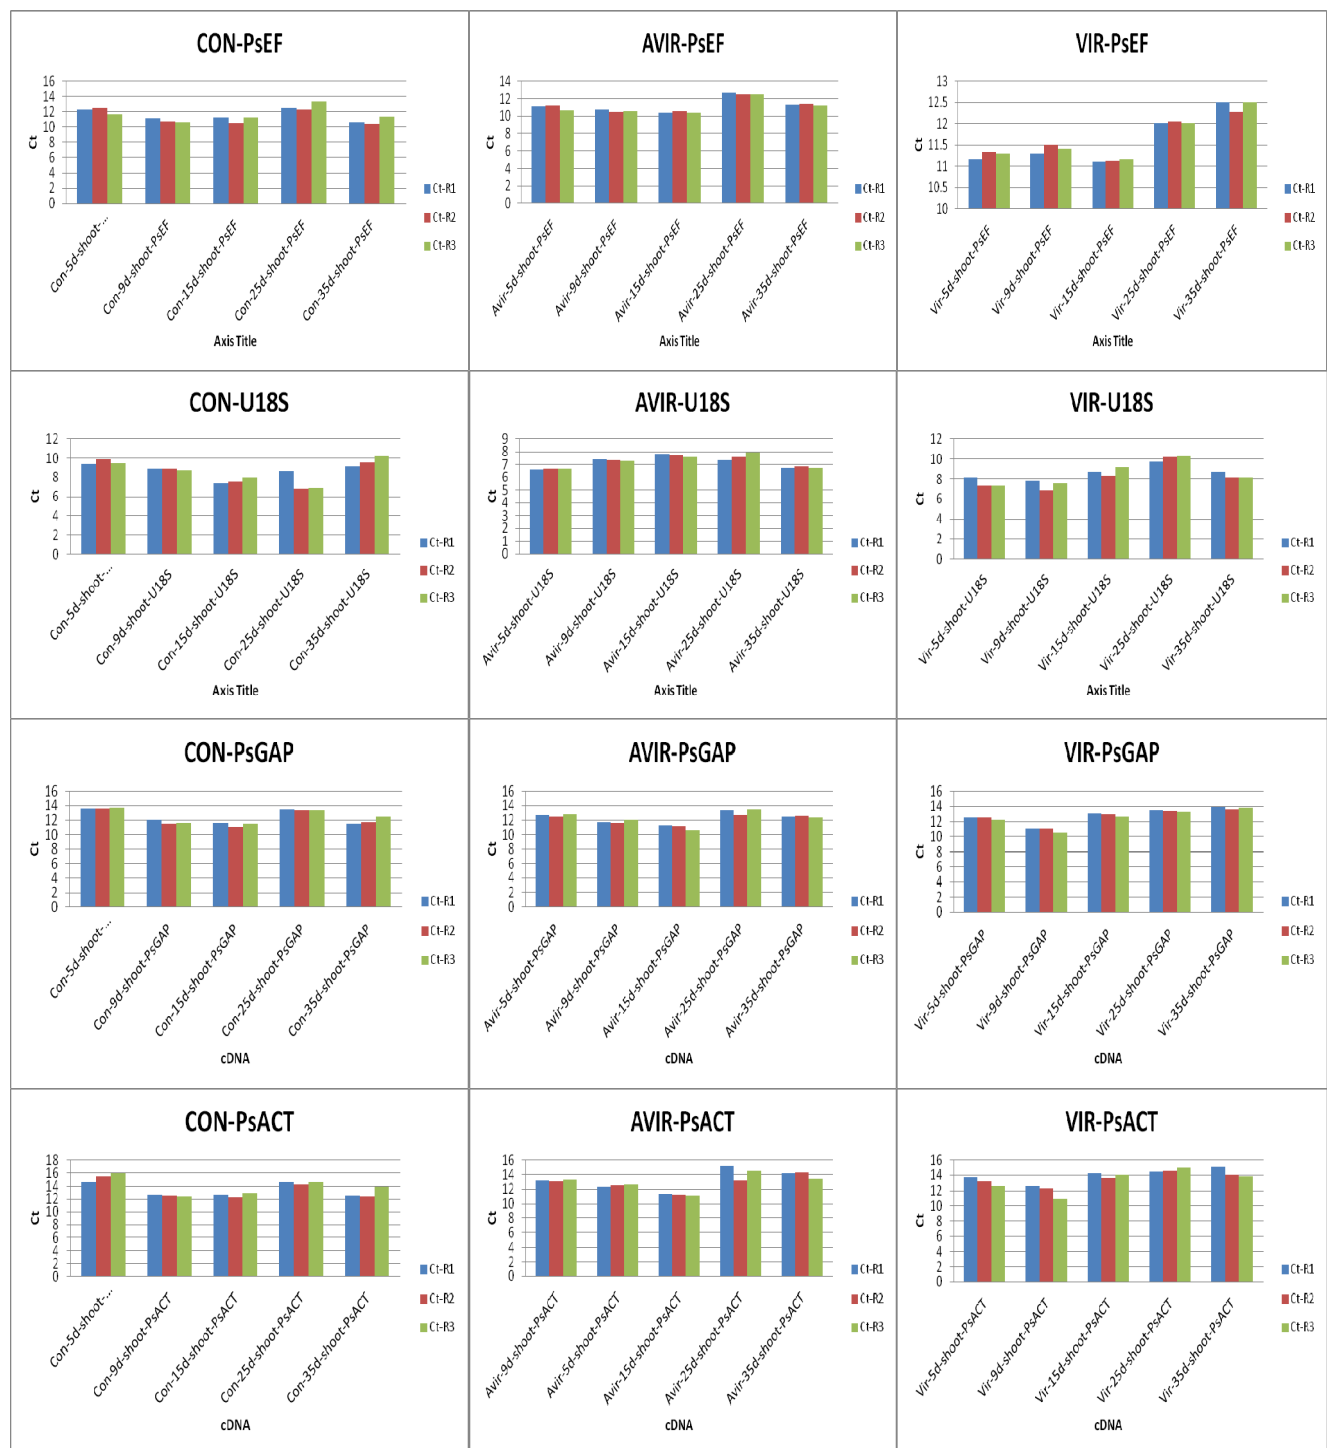 CON-PsEF
16
14
12
10
8
6
4
2
0
Ct
Con-5d-shoot-...
Con-9d-shoot-PsEF
Con-15d-shoot-PsEF
Con-25d-shoot-PsEF
Con-35d-shoot-PsEF
Axis Title
Ct-R1
Ct-R2
Ct-R3
AVIR-PsEF
14
12
10
8
6
4
2
0
Ct
Avir-5d-shoot-PsEF
Avir-9d-shoot-PsEF
Avir-15d-shoot-PsEF
Avir-25d-shoot-PsEF
Avir-35d-shoot-PsEF
Axis Title
Ct-R1
Ct-R2
Ct-R3
VIR-PsEF
13
12.5
12
11.5
11
10.5
10
Ct
Vir-5d-shoot-PsEF
Vir-9d-shoot-PsEF
Vir-15d-shoot-PsEF
Vir-25d-shoot-PsEF
Vir-35d-shoot-PsEF
Axis Title
Ct-R1
Ct-R2
Ct-R3
CON-U18S
12
10
8
6
4
2
0
Ct
Con-5d-shoot-...
Con-9d-shoot-U18S
Con-15d-shoot-U18S
Con-25d-shoot-U18S
Con-35d-shoot-U18S
Axis Title
Ct-R1
Ct-R2
Ct-R3
AVIR-U18S
9
8
7
6
5
4
3
2
1
0
Ct
Avir-5d-shoot-U18S
Avir-9d-shoot-U18S
Avir-15d-shoot-U18S
Avir-25d-shoot-U18S
Avir-35d-shoot-U18S
Axis Title
Ct-R1
Ct-R2
Ct-R3
VIR-U18S
12
10
8
6
4
2
0
Ct
Vir-5d-shoot-U18S
Vir-9d-shoot-U18S
Vir-15d-shoot-U18S
Vir-25d-shoot-U18S
Vir-35d-shoot-U18S
Axis Title
Ct-R1
Ct-R2
Ct-R3
CON-PsGAP
16
14
12
10
8
6
4
2
0
Ct
Con-5d-shoot-...
Con-9d-shoot-PsGAP
Con-15d-shoot-PsGAP
Con-25d-shoot-PsGAP
Con-35d-shoot-PsGAP
cDNA
Ct-R1
Ct-R2
Ct-R3
AVIR-PsGAP
16
14
12
10
8
6
4
2
0
Ct
Avir-5d-shoot-PsGAP
Avir-9d-shoot-PsGAP
Avir-15d-shoot-PsGAP
Avir-25d-shoot-PsGAP
Avir-35d-shoot-PsGAP
cDNA
Ct-R1
Ct-R2
Ct-R3
VIR-PsGAP
16
14
12
10
8
6
4
2
0
Ct
Vir-5d-shoot-PsGAP
Vir-9d-shoot-PsGAP
Vir-15d-shoot-PsGAP
Vir-25d-shoot-PsGAP
Vir-35d-shoot-PsGAP
cDNA
Ct-R1
Ct-R2
Ct-R3
CON-PsACT
18
16
14
12
10
8
6
4
2
0
Ct
Con-5d-shoot-...
Con-9d-shoot-PsACT
Con-15d-shoot-PsACT
Con-25d-shoot-PsACT
Con-35d-shoot-PsACT
cDNA
Ct-R1
Ct-R2
Ct-R3
AVIR-PsACT
16
14
12
10
8
6
4
2
0
Ct
Avir-9d-shoot-PsACT
Avir-5d-shoot-PsACT
Avir-15d-shoot-PsACT
Avir-25d-shoot-PsACT
Avir-35d-shoot-PsACT
cDNA
Ct-R1
Ct-R2
Ct-R3
VIR-PsACT
16
14
12
10
8
6
4
2
0
Ct
Vir-5d-shoot-PsACT
Vir-9d-shoot-PsACT
Vir-15d-shoot-PsACT
Vir-25d-shoot-PsACT
Vir-35d-shoot-PsACT
cDNA
Ct-R1
Ct-R2
Ct-R3